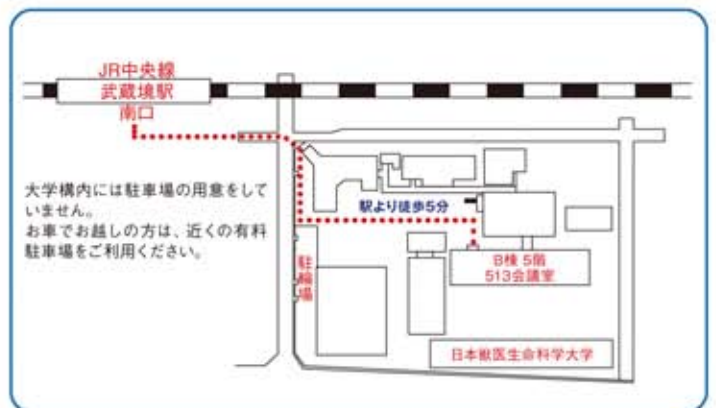 JR中央線
武蔵境駅
南口
大学構内には駐車場の用意をして
いません。
お車でお越しの方は、近くの有料
駐車場をご利用ください。
駅より徒歩5分
駐輪場
B棟 5階
513会議室
日本獣医生命科学大学